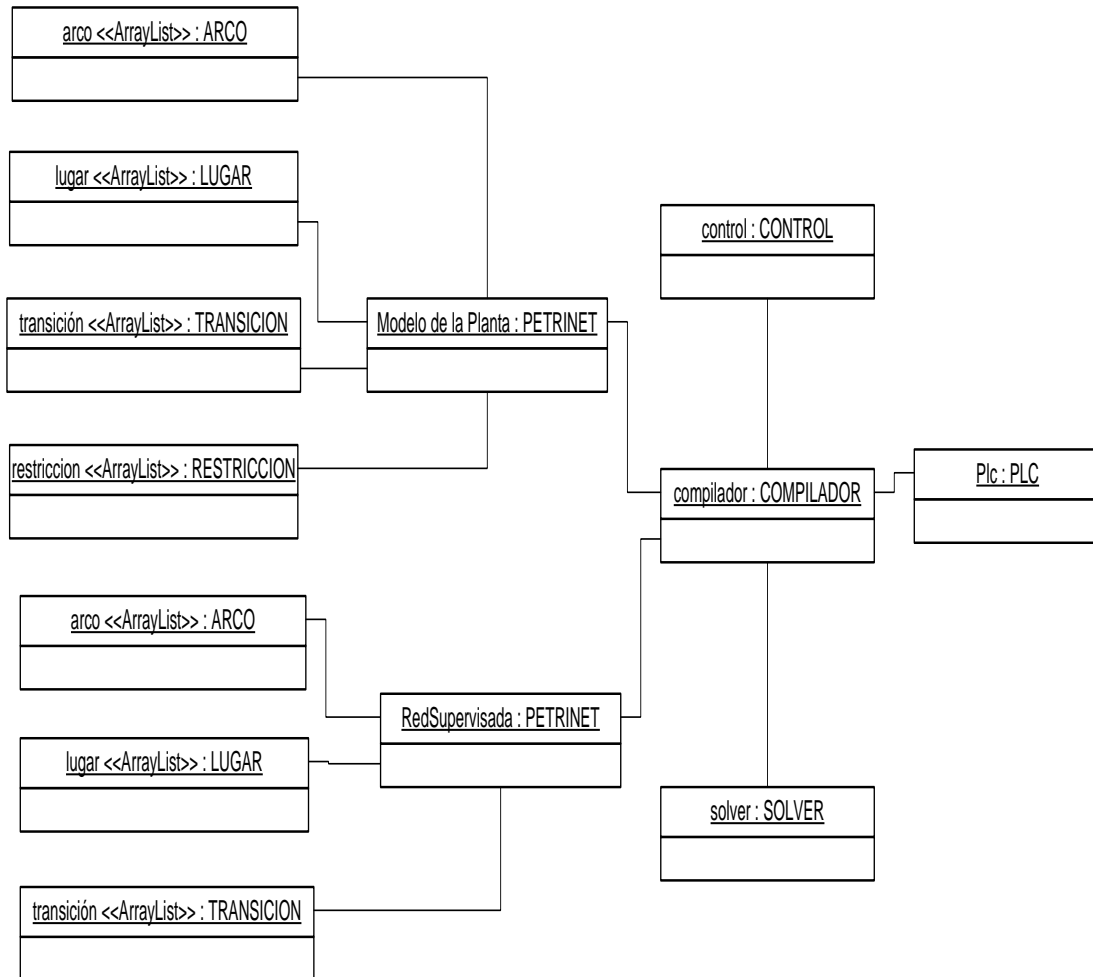 arco <<ArrayList>> : ARCO
lugar <<ArrayList>> : LUGAR
control : CONTROL
transición <<ArrayList>> : TRANSICION
Modelo de la Planta : PETRINET
restriccion <<ArrayList>> : RESTRICCION
compilador : COMPILADOR
Plc : PLC
arco <<ArrayList>> : ARCO
RedSupervisada : PETRINET
lugar <<ArrayList>> : LUGAR
solver : SOLVER
transición <<ArrayList>> : TRANSICION